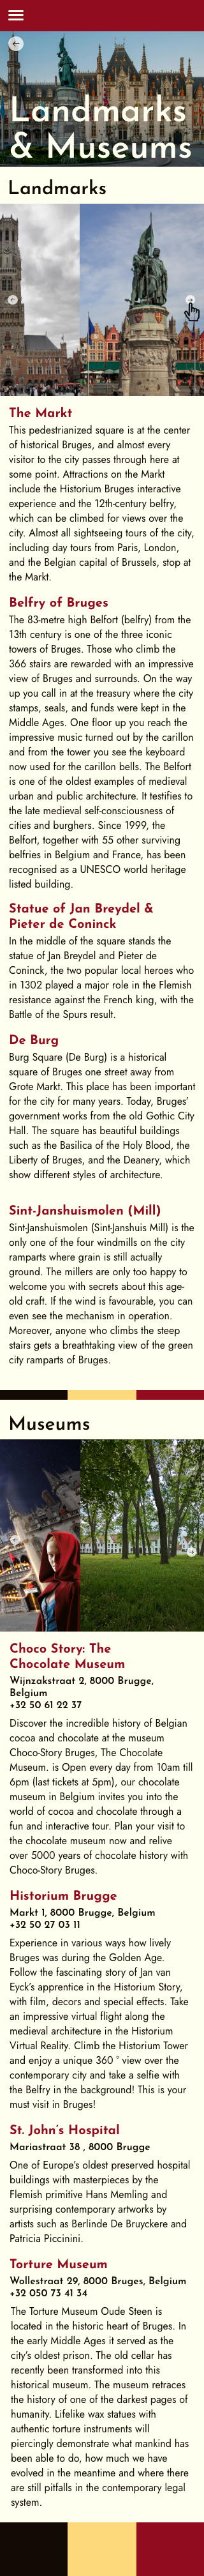 Landmarks
& Museums
Landmarks
The Markt
This pedestrianized square is at the center
of historical Bruges, and almost every
visitor to the city passes through here at
some point. Attractions on the Markt
include the Historium Bruges interactive
experience and the 12th-century belfry,
which can be climbed for views over the
city. Almost all sightseeing tours of the city,
including day tours from Paris, London,
and the Belgian capital of Brussels, stop at
the Markt.
Belfry of Bruges
The 83-metre high Belfort (belfry) from the
13th century is one of the three iconic
towers of Bruges. Those who climb the
366 stairs are rewarded with an impressive
view of Bruges and surrounds. On the way
up you call in at the treasury where the city
stamps, seals, and funds were kept in the
Middle Ages. One floor up you reach the
impressive music turned out by the carillon
and from the tower you see the keyboard
now used for the carillon bells. The Belfort
is one of the oldest examples of medieval
urban and public architecture. It testifies to
the late medieval self-consciousness of
cities and burghers. Since 1999, the
Belfort, together with 55 other surviving
belfries in Belgium and France, has been
recognised as a UNESCO world heritage
listed building.
Statue of Jan Breydel &
Pieter de Coninck
In the middle of the square stands the
statue of Jan Breydel and Pieter de
Coninck, the two popular local heroes who
in 1302 played a major role in the Flemish
resistance against the French king, with the
Battle of the Spurs result.
De Burg
Burg Square (De Burg) is a historical
square of Bruges one street away from
Grote Markt. This place has been important
for the city for many years. Today, Bruges’
government works from the old Gothic City
Hall. The square has beautiful buildings
such as the Basilica of the Holy Blood, the
Liberty of Bruges, and the Deanery, which
show different styles of architecture.
Sint-Janshuismolen (Mill)
Sint-Janshuismolen (Sint-Janshuis Mill) is the
only one of the four windmills on the city
ramparts where grain is still actually
ground. The millers are only too happy to
welcome you with secrets about this age-
old craft. If the wind is favourable, you can
even see the mechanism in operation.
Moreover, anyone who climbs the steep
stairs gets a breathtaking view of the green
city ramparts of Bruges.
Museums
Choco Story: The
Chocolate Museum
Wijnzakstraat 2, 8000 Brugge,
Belgium
+32 50 61 22 37
Discover the incredible history of Belgian
cocoa and chocolate at the museum
Choco-Story Bruges, The Chocolate
Museum. is Open every day from 10am till
6pm (last tickets at 5pm), our chocolate
museum in Belgium invites you into the
world of cocoa and chocolate through a
fun and interactive tour. Plan your visit to
the chocolate museum now and relive
over 5000 years of chocolate history with
Choco-Story Bruges.
Historium Brugge
Markt 1, 8000 Brugge, Belgium
+32 50 27 03 11
Experience in various ways how lively
Bruges was during the Golden Age.
Follow the fascinating story of Jan van
Eyck’s apprentice in the Historium Story,
with film, decors and special effects. Take
an impressive virtual flight along the
medieval architecture in the Historium
Virtual Reality. Climb the Historium Tower
and enjoy a unique 360 ° view over the
contemporary city and take a selfie with
the Belfry in the background! This is your
must visit in Bruges!
St. John’s Hospital
Mariastraat 38 , 8000 Brugge
One of Europe’s oldest preserved hospital
buildings with masterpieces by the
Flemish primitive Hans Memling and
surprising contemporary artworks by
artists such as Berlinde De Bruyckere and
Patricia Piccinini.
Torture Museum
Wollestraat 29, 8000 Bruges, Belgium
+32 050 73 41 34
The Torture Museum Oude Steen is
located in the historic heart of Bruges. In
the early Middle Ages it served as the
city’s oldest prison. The old cellar has
recently been transformed into this
historical museum. The museum retraces
the history of one of the darkest pages of
humanity. Lifelike wax statues with
authentic torture instruments will
piercingly demonstrate what mankind has
been able to do, how much we have
evolved in the meantime and where there
are still pitfalls in the contemporary legal
system.